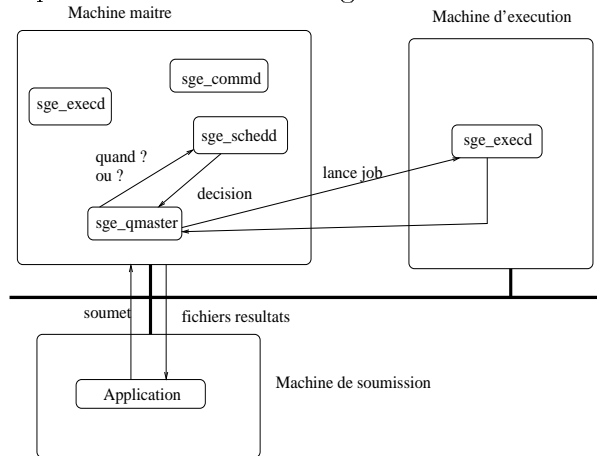 Machine maitre
Machine d'execution
sge_commd
sge_execd
sge_schedd
sge_execd
quand ?
ou ?
lance job
decision
sge_qmaster
soumet
fichiers resultats
Machine de soumission
Application